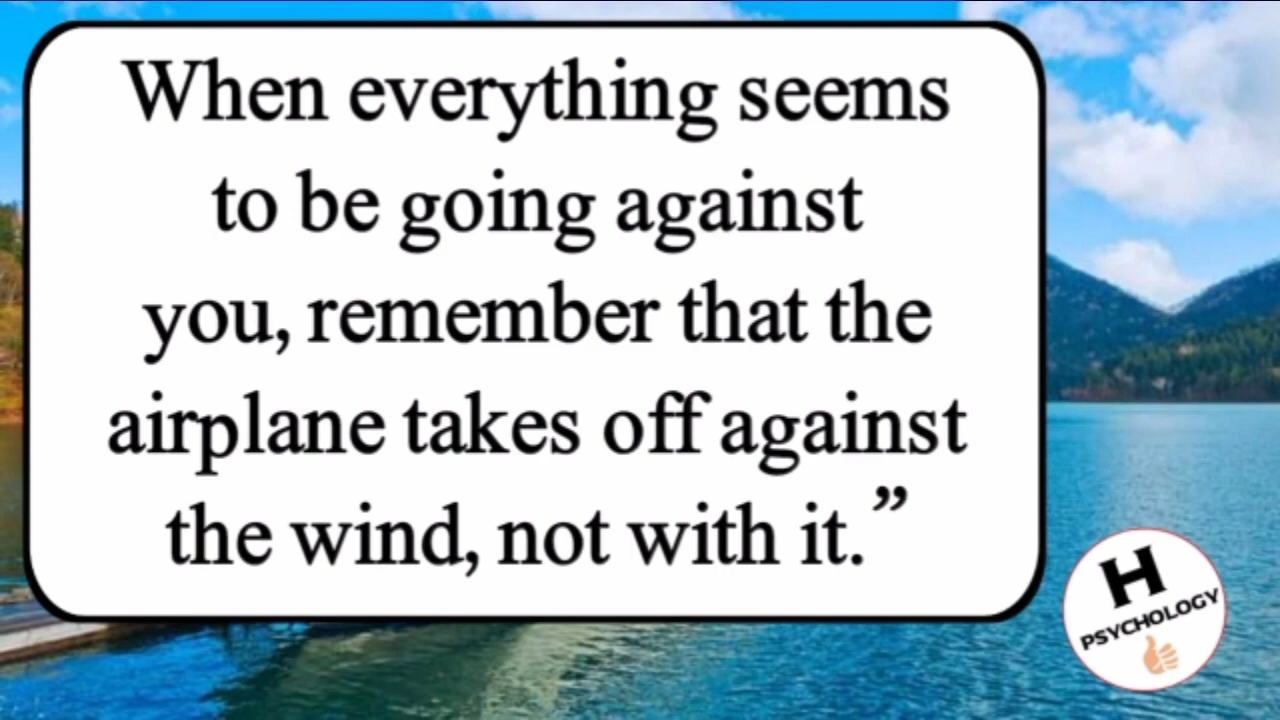 When everything seems
to be going against
you, remember that the
airplane takes off against
the wind, not with it.”
H
PSYCHOLOGY